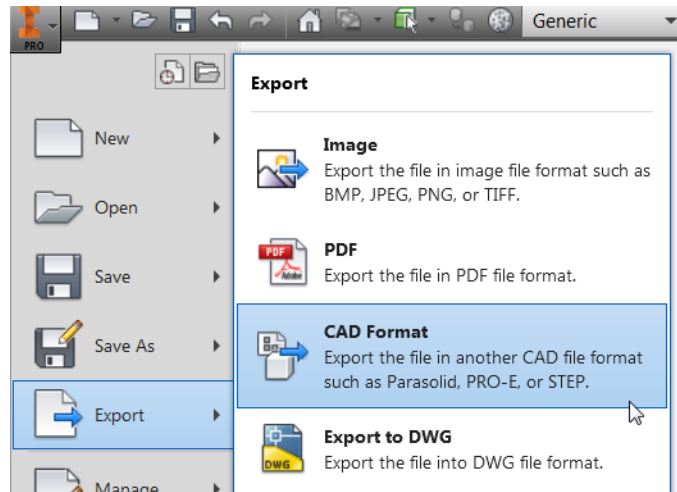 Generic
PRO
Export
New
Open
Save
Save As
Export
Manage
Image
Export the file in image file format such as
BMP, JPEG, PNG, or TIFF.
PDF
PDF
Adobe
Export the file in PDF file format.
CAD Format
Export the file in another CAD file format
such as Parasolid, PRO-E, or STEP.
DWG
Export to DWG
Export the file into DWG file format.